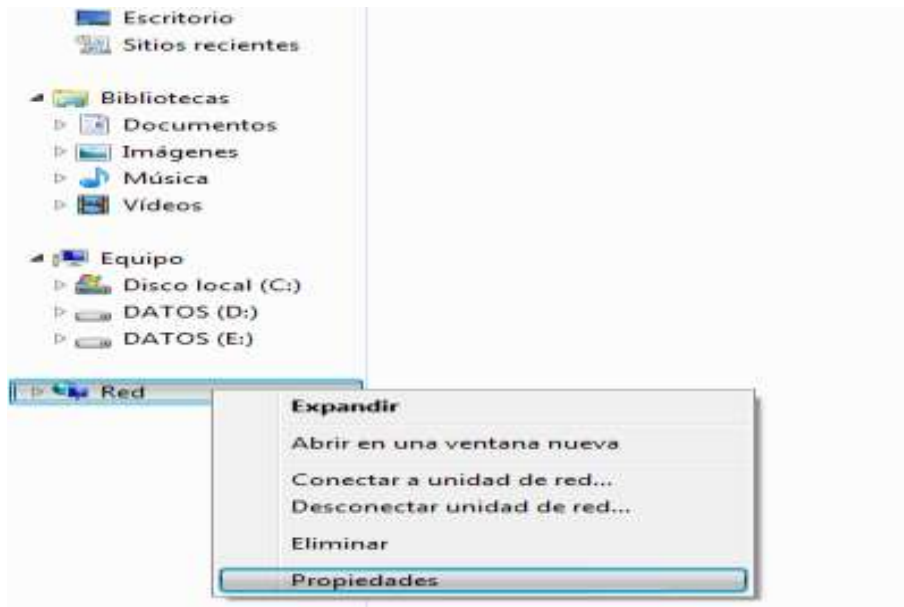 Escritorio
Sitios recientes
Bibliotecas
Documentos
Imágenes
Música
Vídeos
Equipo
Disco local (C:)
DATOS (D:)
DATOS (E:)
Red
Expandir
Abrir en una ventana nueva
Conectar a unidad de red...
Desconectar unidad de red...
Eliminar
Propiedades